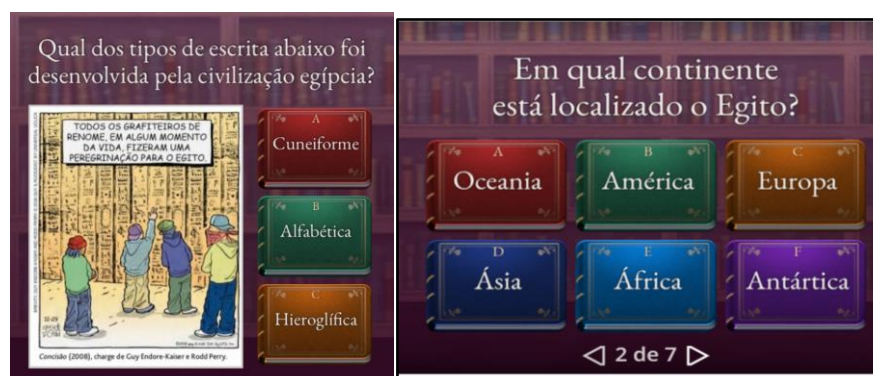 Qual dos tipos de escrita abaixo foi
desenvolvida pela civilização egípcia?
TODOS OS GRAFITEIROS DE
RENOME, EM ALGUM MOMENTO
DA VIDA, FIZERAM UMA
PEREGRINAÇÃO PARA O EGITO.
Concisão (2008), charge de Guy Endore-Kaiser e Rodd Perry.
A
Cuneiforme
B
Alfabética
C
Hieroglífica
Em qual continente
está localizado o Egito?
A
Oceania
B
América
C
Europa
D
Ásia
E
África
F
Antártica
2 de 7